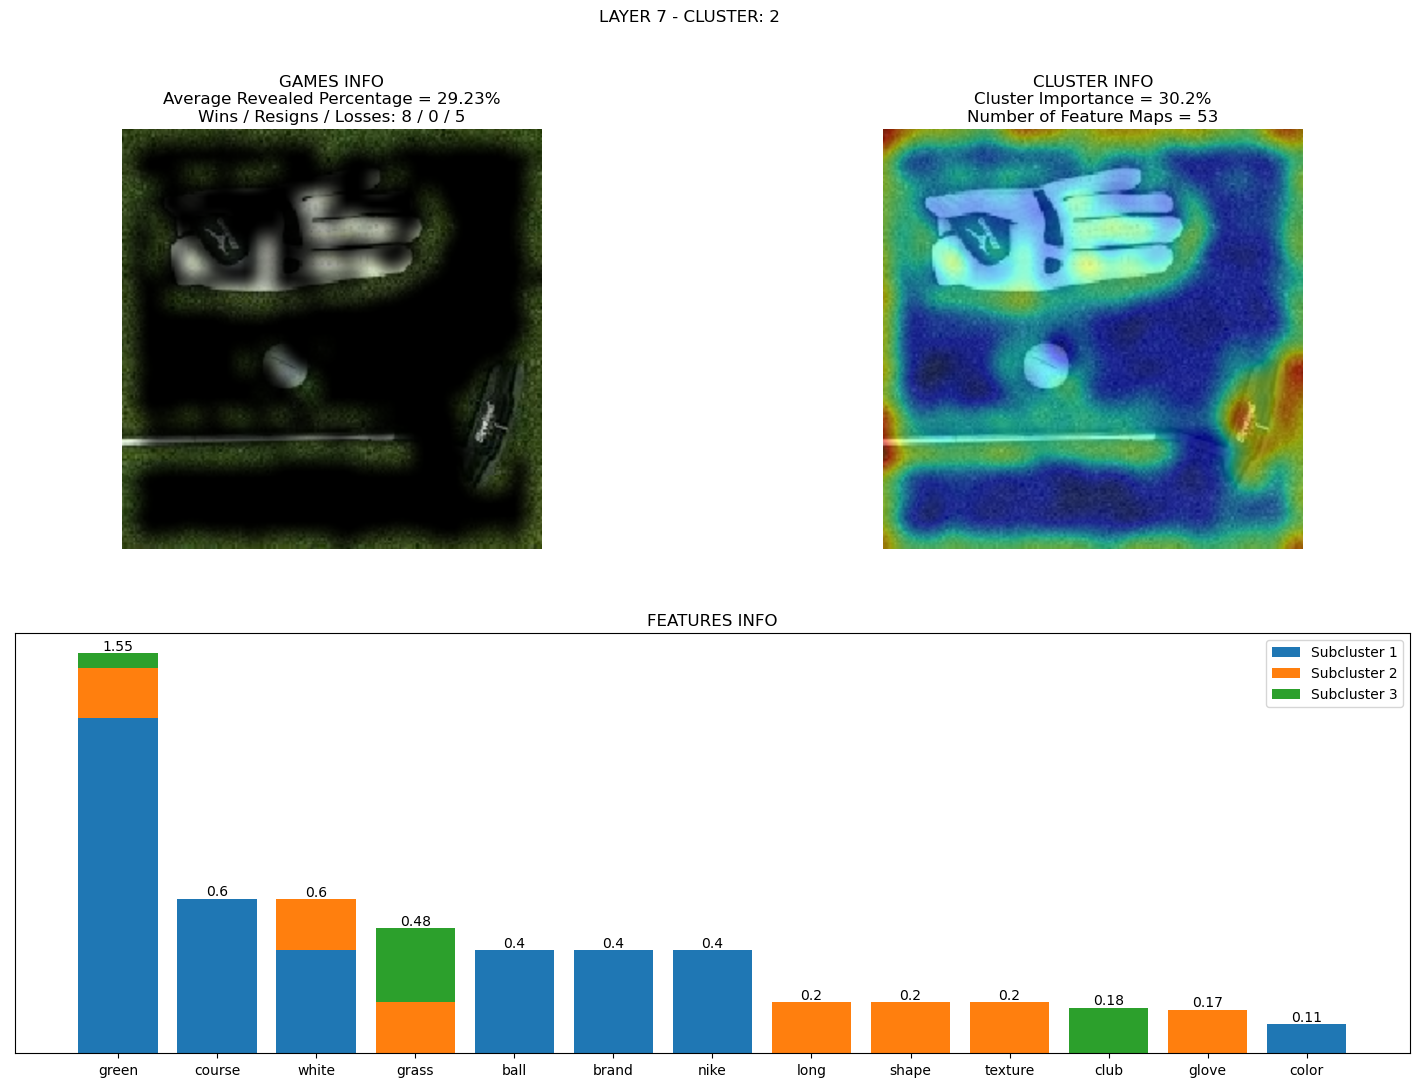 LAYER 7 - CLUSTER: 2
GAMES INFO
Average Revealed Percentage = 29.23%
Wins / Resigns / Losses: 8 / 0 / 5
CLUSTER INFO
Cluster Importance = 30.2%
Number of Feature Maps = 53
FEATURES INFO
1.55
0.6
0.6
0.48
0.4
0.4
0.4
0.2
0.2
0.2
0.18
0.17
0.11
Subcluster 1
Subcluster 2
Subcluster 3
green
course
white
grass
ball
brand
nike
long
shape
texture
club
glove
color